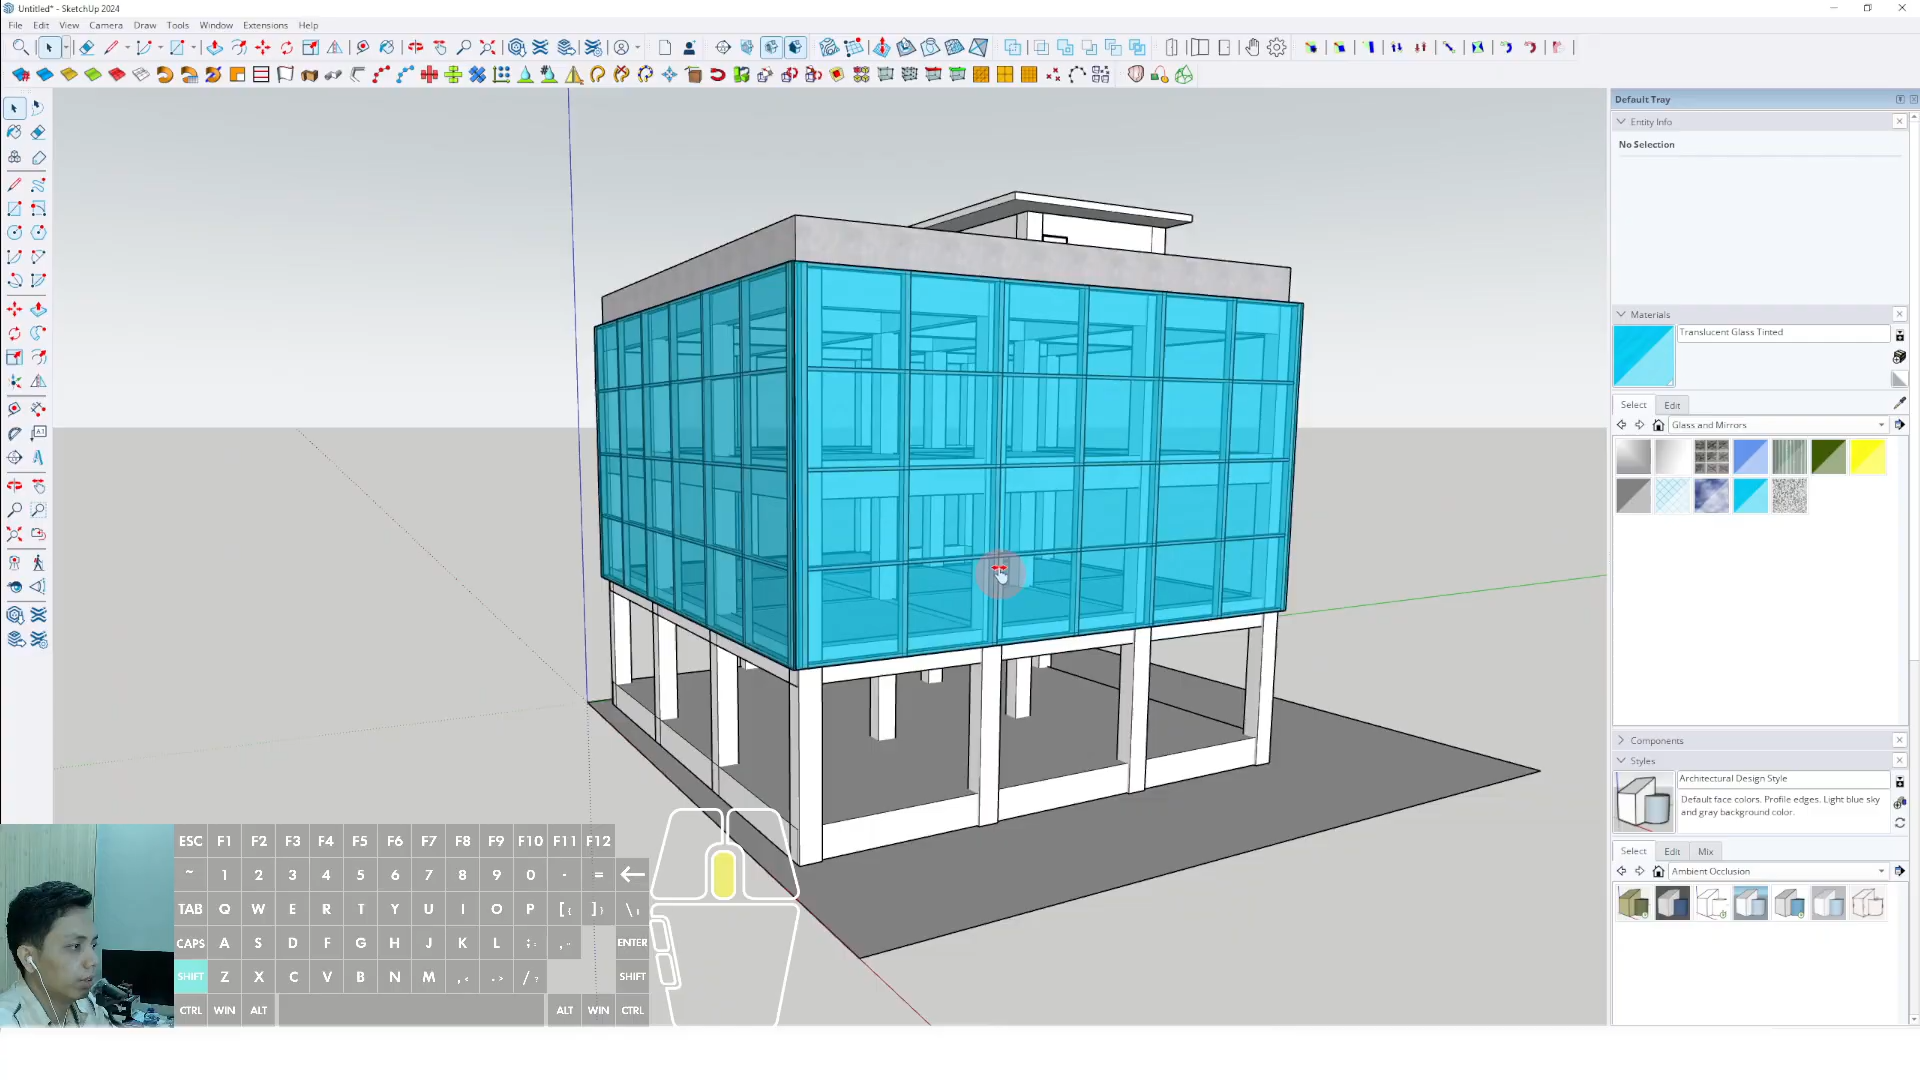 Untitled* - SketchUp 2024
File Edit View Camera Draw Tools Window Extensions Help
Default Tray
Entity Info
No Selection
Materials
Translucent Glass Tinted
Select Edit
Glass and Mirrors
Components
Styles
Architectural Design Style
Default face colors. Profile edges. Light blue sky
and gray background color.
Select Edit Mix
Ambient Occlusion
ESC F1 F2 F3 F4 F5 F6 F7 F8 F9 F10 F11 F12
~ 1 2 3 4 5 6 7 8 9 0 - =
TAB Q W E R T Y U I O P [{ ]} \|
CAPS A S D F G H J K L ;: ,. ENTER
SHIFT Z X C V B N M ,< .> /? SHIFT
CTRL WIN ALT ALT WIN CTRL